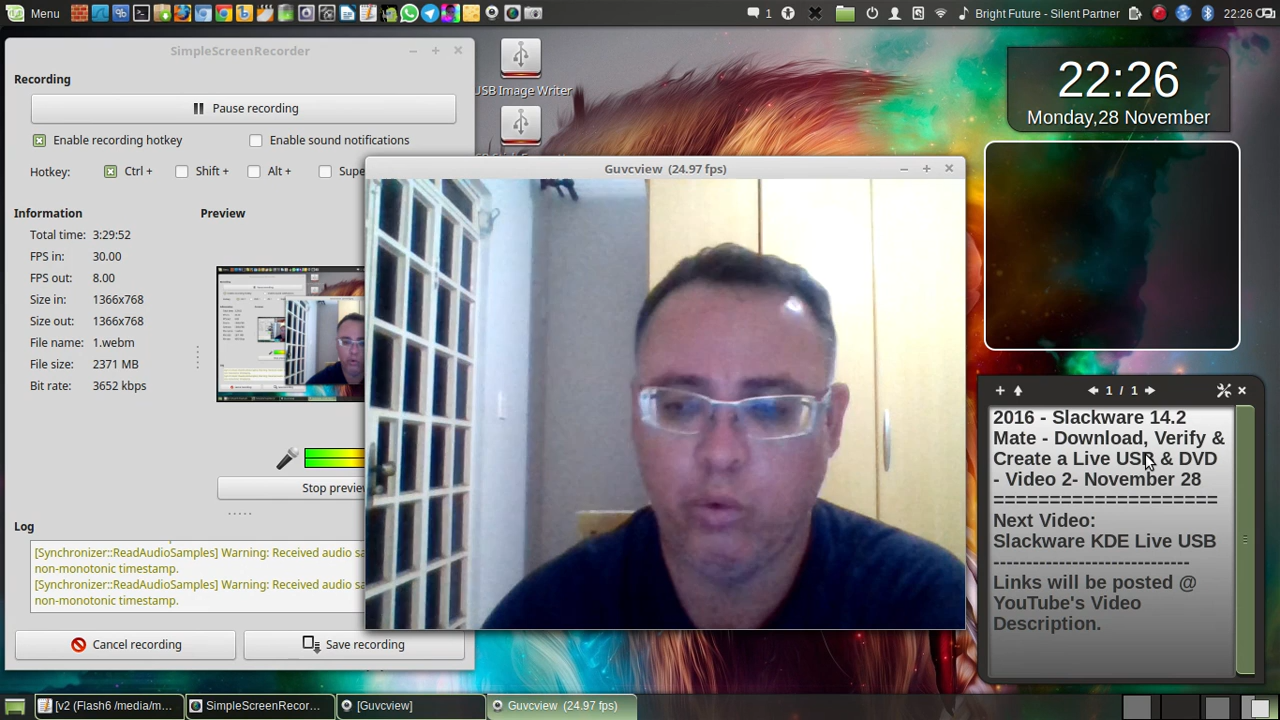 Menu
1
Bright Future - Silent Partner
22:26
SimpleScreenRecorder
Recording
Pause recording
Enable recording hotkey
Enable sound notifications
Hotkey:
Ctrl +
Shift +
Alt +
Supe
Information
Preview
Total time: 3:29:52
FPS in: 30.00
FPS out: 8.00
Size in: 1366x768
Size out: 1366x768
File name: 1.webm
File size: 2371 MB
Bit rate: 3652 kbps
Stop previe
Log
[Synchronizer::ReadAudioSamples] Warning: Received audio sa
non-monotonic timestamp.
[Synchronizer::ReadAudioSamples] Warning: Received audio sa
non-monotonic timestamp.
Cancel recording
Save recording
USB Image Writer
Guvcview (24.97 fps)
22:26
Monday,28 November
1 / 1
2016 - Slackware 14.2
Mate - Download, Verify &
Create a Live USB & DVD
- Video 2- November 28
====================
Next Video:
Slackware KDE Live USB
----------------------------
Links will be posted @
YouTube's Video
Description.
[v2 (Flash6 /media/m...
SimpleScreenRecor...
[Guvcview]
Guvcview (24.97 fps)